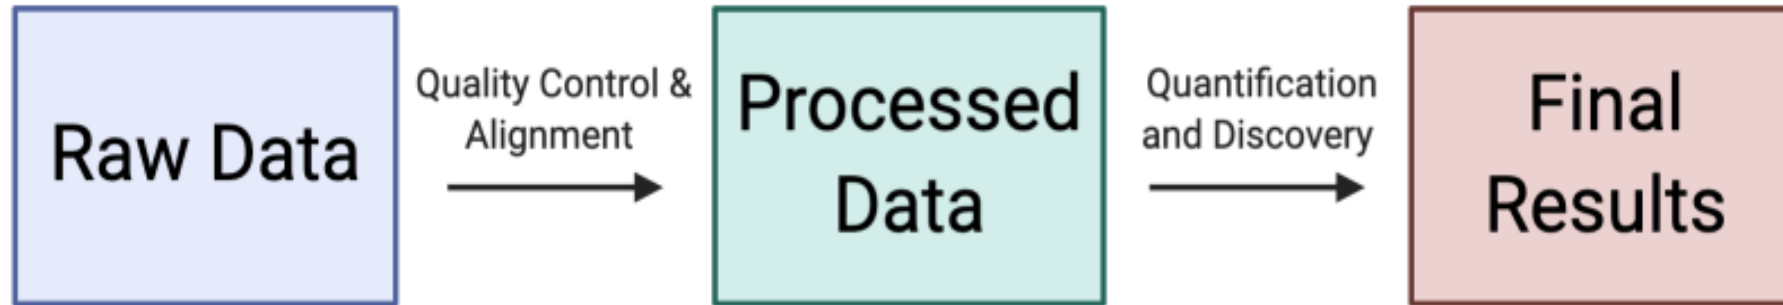 Raw Data
Quality Control &
Alignment
Processed
Data
Quantification
and Discovery
Final
Results